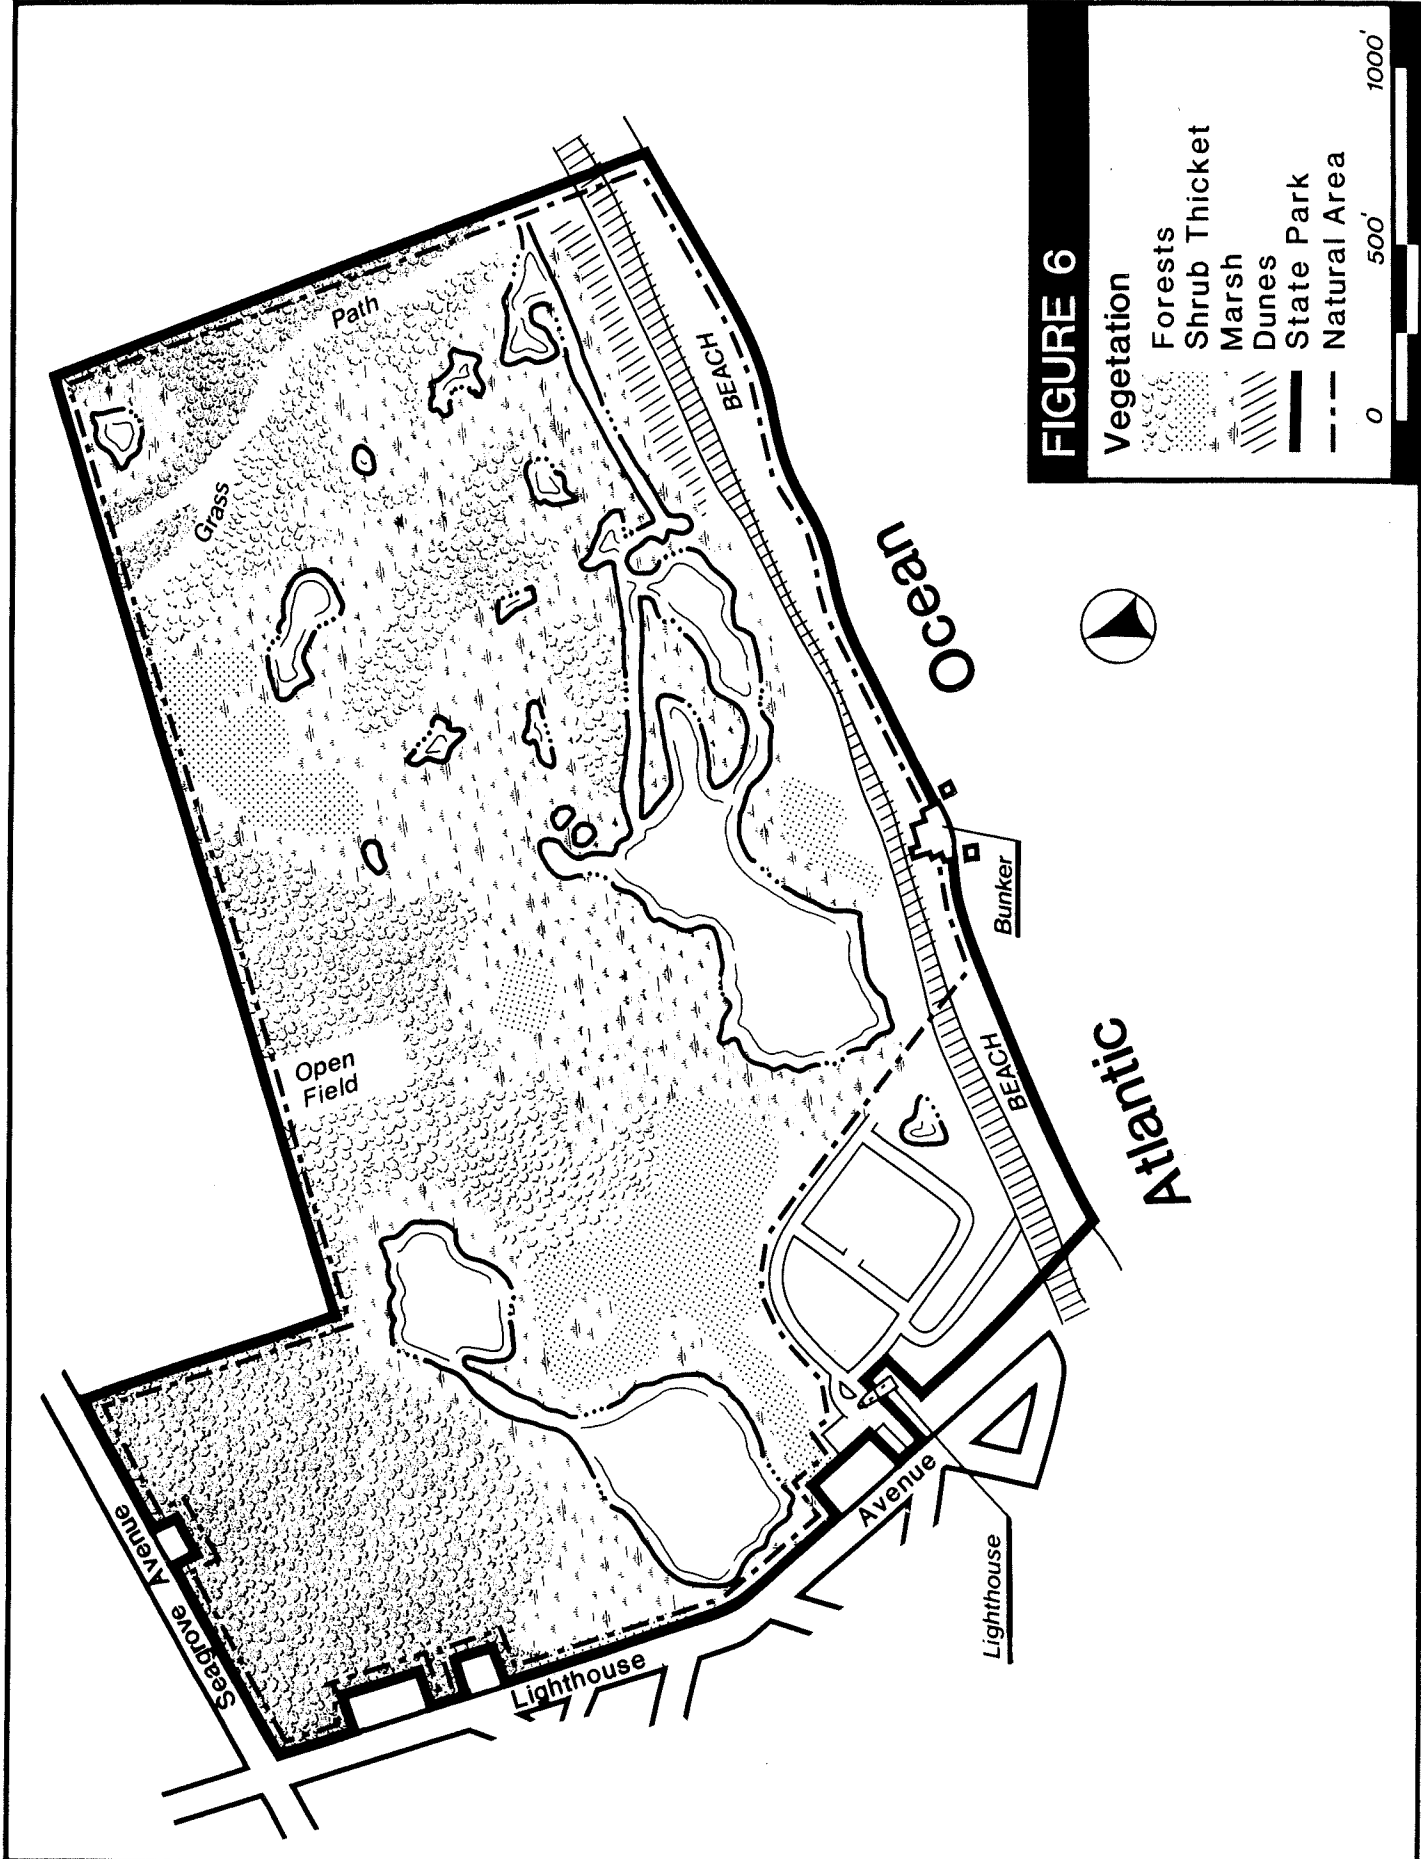 FIGURE 6
Vegetation
Forests
Shrub Thicket
Marsh
Dunes
State Park
Natural Area
0 500' 1000'
Seagrove Avenue
Lighthouse Avenue
Open
Field
Grass Path
BEACH
BEACH
Bunker
Lighthouse
Atlantic Ocean